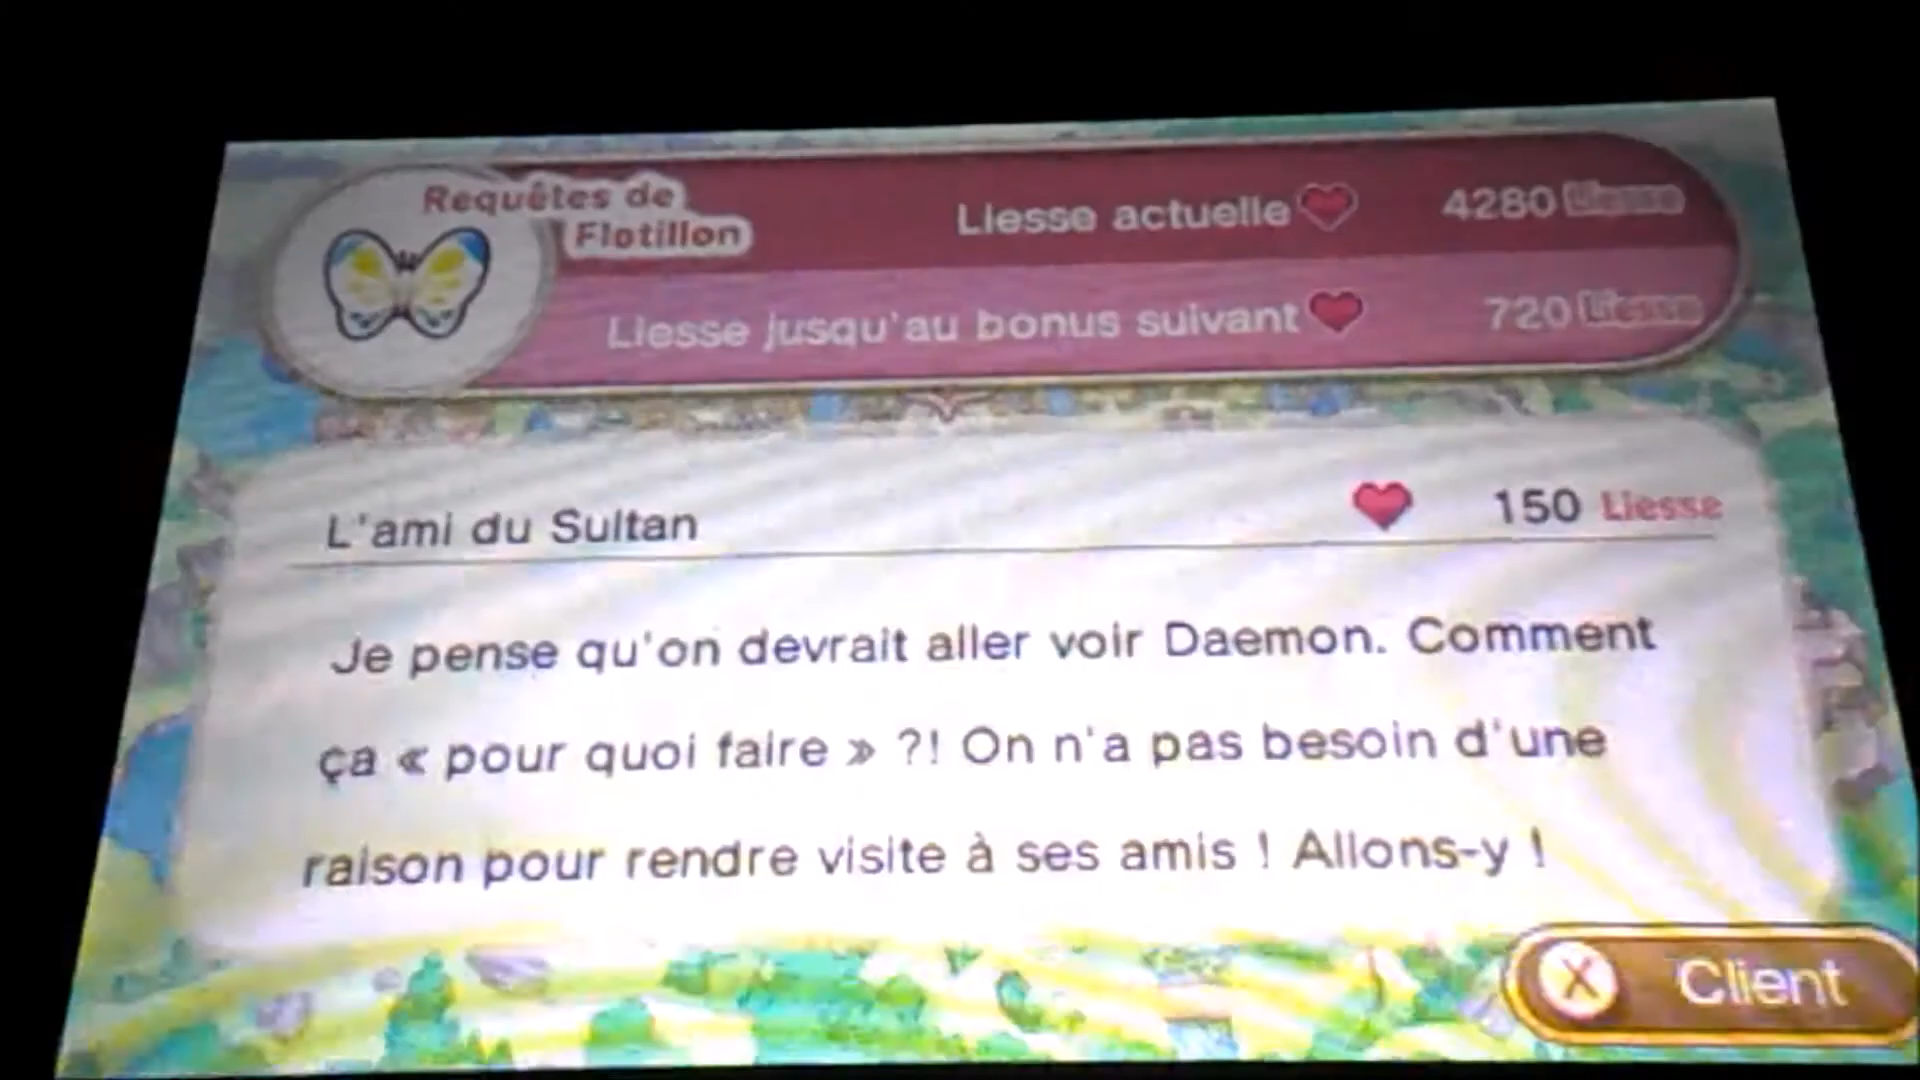 Requêtes de
Flotillon
Liesse actuelle 4280 Liesse
Liesse jusqu'au bonus suivant 720 Liesse
L'ami du Sultan 150 Liesse
Je pense qu'on devrait aller voir Daemon. Comment
ça « pour quoi faire » ?! On n'a pas besoin d'une
raison pour rendre visite à ses amis ! Allons-y !
X Client